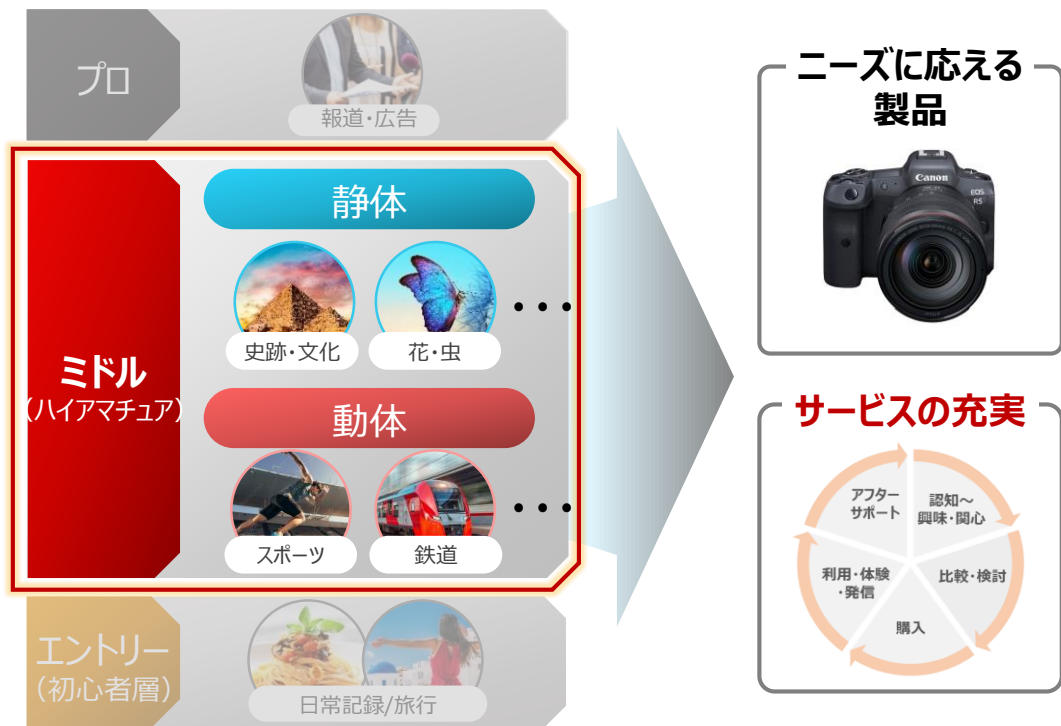 プロ
報道・広告
ミドル
（ハイアマチュア）
静体
史跡・文化
花・虫
・・・
動体
スポーツ
鉄道
・・・
エントリー
（初心者層）
日常記録/旅行
ニーズに応える
製品
Canon
EOS
R5
サービスの充実
アフター
サポート
認知～
興味・関心
利用・体験
・発信
比較・検討
購入